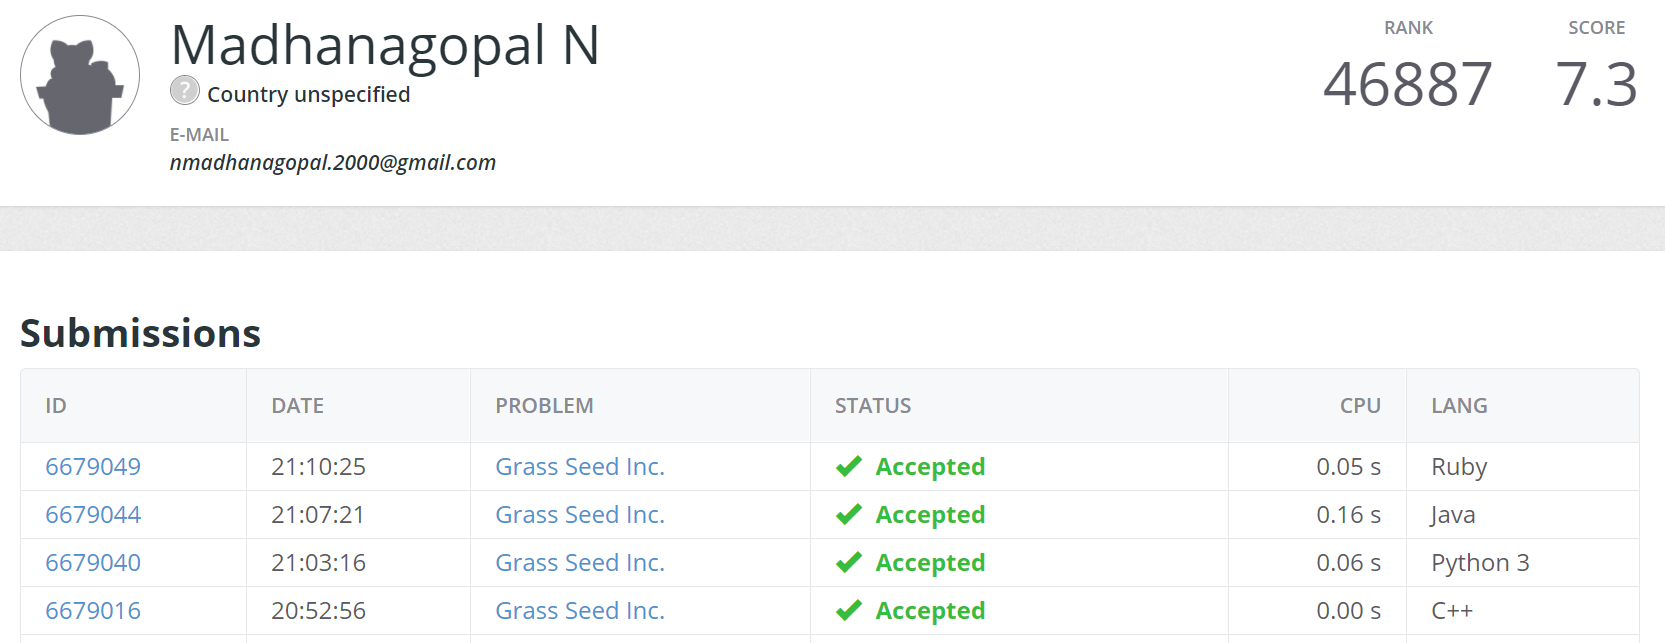 Madhanagopal N
? Country unspecified
E-MAIL
nmadhanagopal.2000@gmail.com
RANK SCORE
46887 7.3
Submissions
ID DATE PROBLEM STATUS CPU LANG
6679049 21:10:25 Grass Seed Inc. Accepted 0.05 s Ruby
6679044 21:07:21 Grass Seed Inc. Accepted 0.16 s Java
6679040 21:03:16 Grass Seed Inc. Accepted 0.06 s Python 3
6679016 20:52:56 Grass Seed Inc. Accepted 0.00 s C++